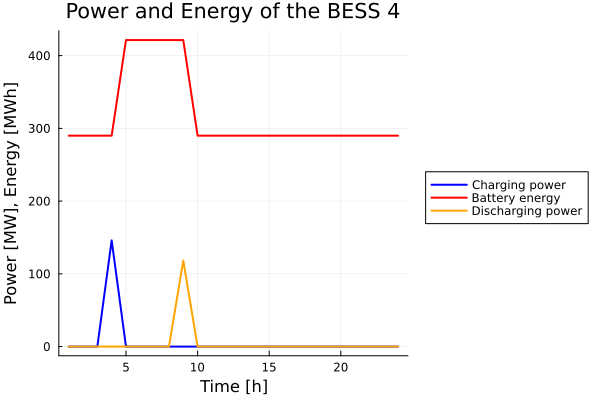 Power and Energy of the BESS 4
Power [MW], Energy [MWh]
400
300
200
100
0
5
10
15
20
Time [h]
Charging power
Battery energy
Discharging power